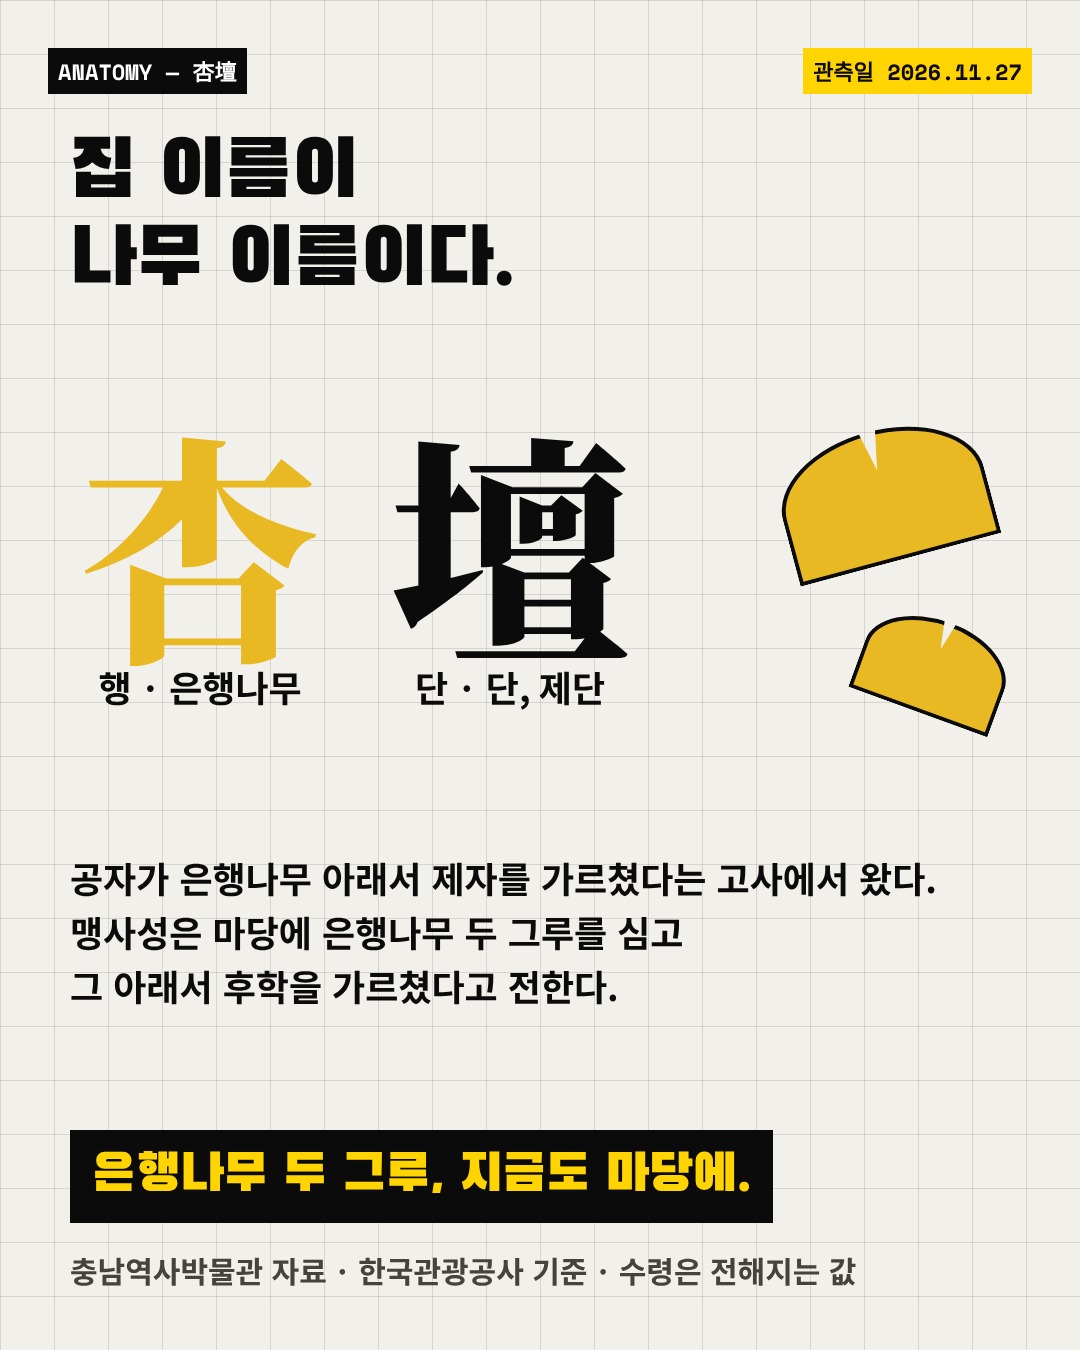 ANATOMY — 杏壇
관측일 2026.11.27
집 이름이
나무 이름이다.
杏 壇
행 · 은행나무
단 · 단, 제단
공자가 은행나무 아래서 제자를 가르쳤다는 고사에서 왔다.
맹사성은 마당에 은행나무 두 그루를 심고
그 아래서 후학을 가르쳤다고 전한다.
은행나무 두 그루, 지금도 마당에.
충남역사박물관 자료 · 한국관광공사 기준 · 수령은 전해지는 값